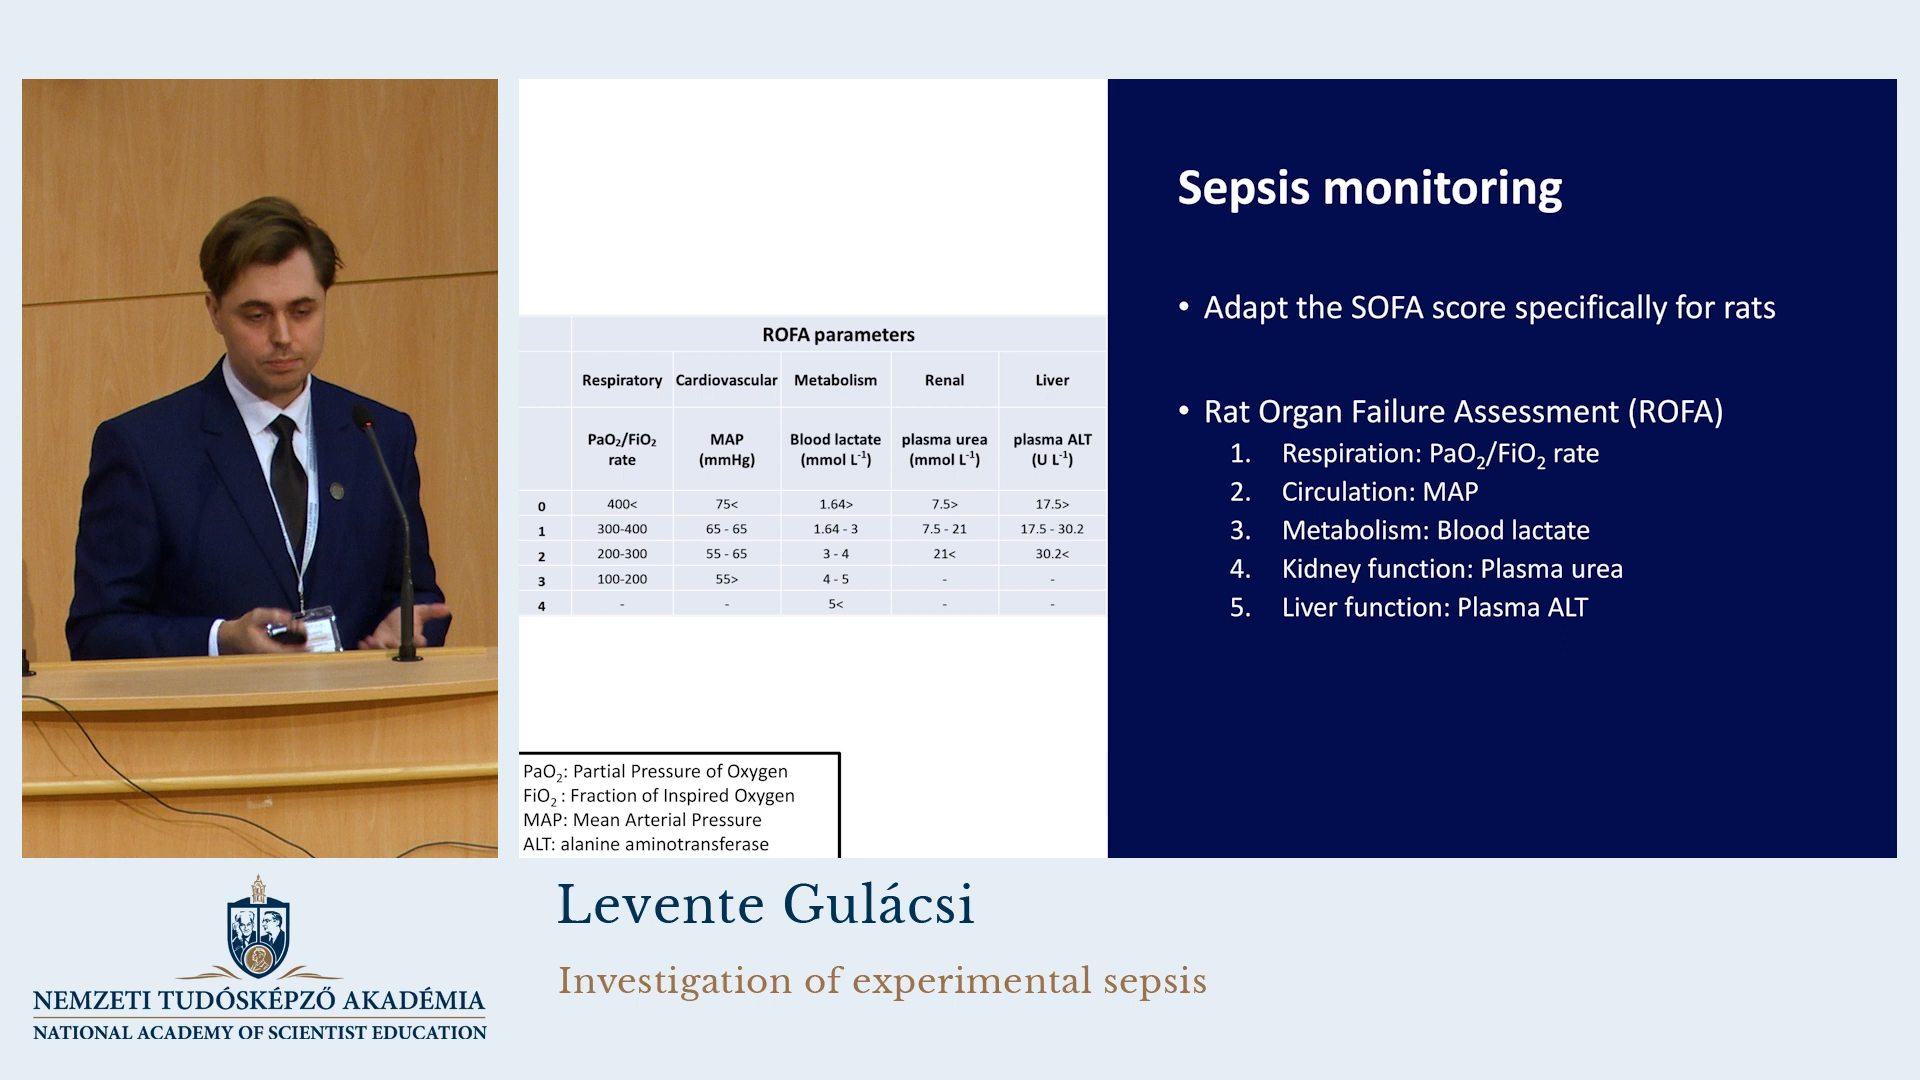 ROFA parameters
Respiratory Cardiovascular Metabolism Renal Liver
PaO₂/FiO₂ rate MAP (mmHg) Blood lactate (mmol L⁻¹) plasma urea (mmol L⁻¹) plasma ALT (U L⁻¹)
0 400< 75< 1.64> 7.5> 17.5>
1 300-400 65 - 65 1.64 - 3 7.5 - 21 17.5 - 30.2
2 200-300 55 - 65 3 - 4 21< 30.2<
3 100-200 55> 4 - 5 - -
4 - - 5< - -
PaO₂: Partial Pressure of Oxygen
FiO₂ : Fraction of Inspired Oxygen
MAP: Mean Arterial Pressure
ALT: alanine aminotransferase
Sepsis monitoring
• Adapt the SOFA score specifically for rats
• Rat Organ Failure Assessment (ROFA)
1. Respiration: PaO₂/FiO₂ rate
2. Circulation: MAP
3. Metabolism: Blood lactate
4. Kidney function: Plasma urea
5. Liver function: Plasma ALT
Levente Gulácsi
Investigation of experimental sepsis
NEMZETI TUDÓSKÉPZŐ AKADÉMIA
NATIONAL ACADEMY OF SCIENTIST EDUCATION